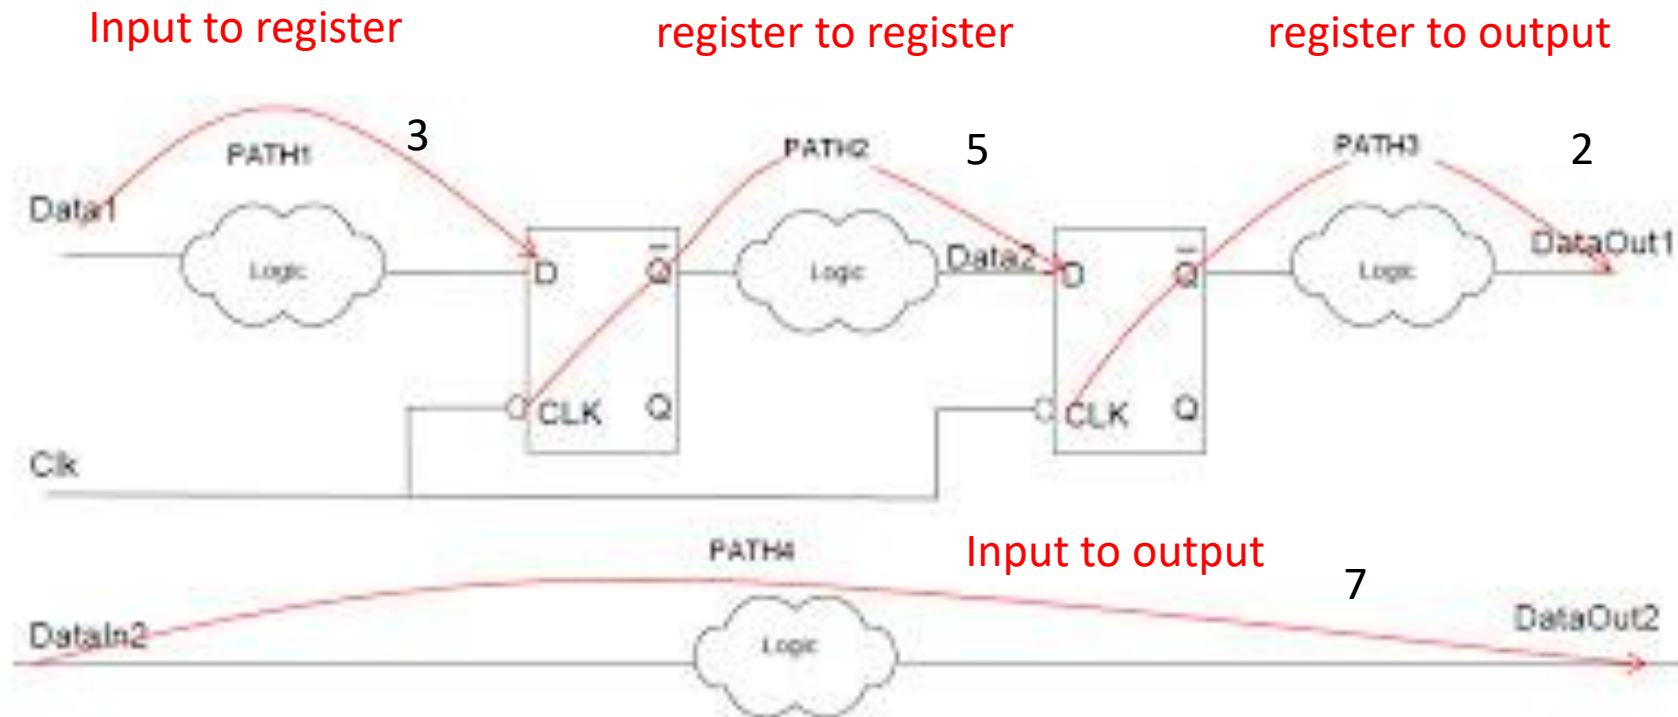 Input to register
register to register
register to output
PATH1
3
PATH2
5
PATH3
2
Data1
Logic
D
Q
Logic
Data2
D
Q
Logic
DataOut1
CLK
Q
CLK
Q
Clk
PATH4
Input to output
7
DataIn2
Logic
DataOut2